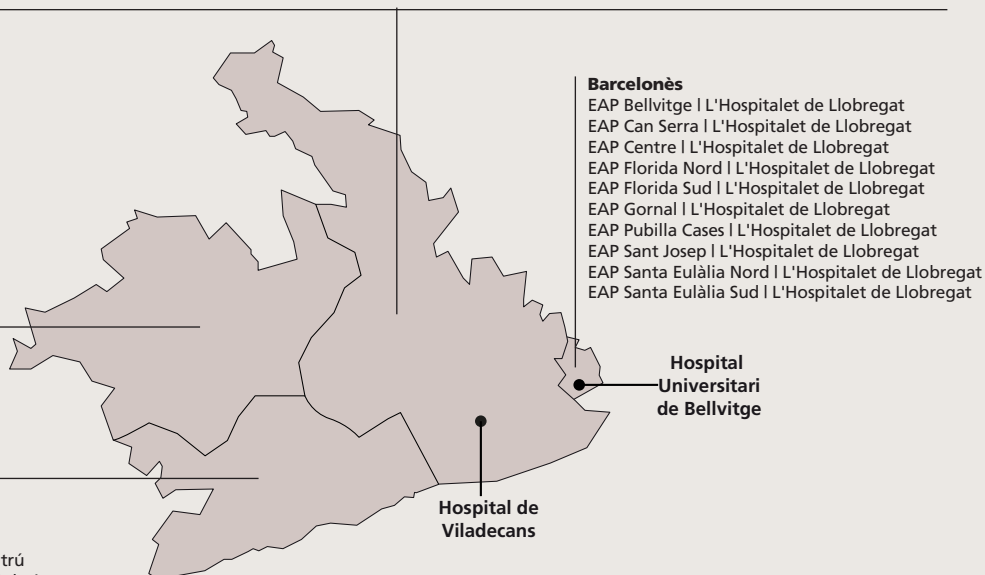 Barcelonès
EAP Bellvitge | L'Hospitalet de Llobregat
EAP Can Serra | L'Hospitalet de Llobregat
EAP Centre | L'Hospitalet de Llobregat
EAP Florida Nord | L'Hospitalet de Llobregat
EAP Florida Sud | L'Hospitalet de Llobregat
EAP Gornal | L'Hospitalet de Llobregat
EAP Pubilla Cases | L'Hospitalet de Llobregat
EAP Sant Josep | L'Hospitalet de Llobregat
EAP Santa Eulàlia Nord | L'Hospitalet de Llobregat
EAP Santa Eulàlia Sud | L'Hospitalet de Llobregat
Hospital
Universitari
de Bellvitge
Hospital de
Viladecans
trú